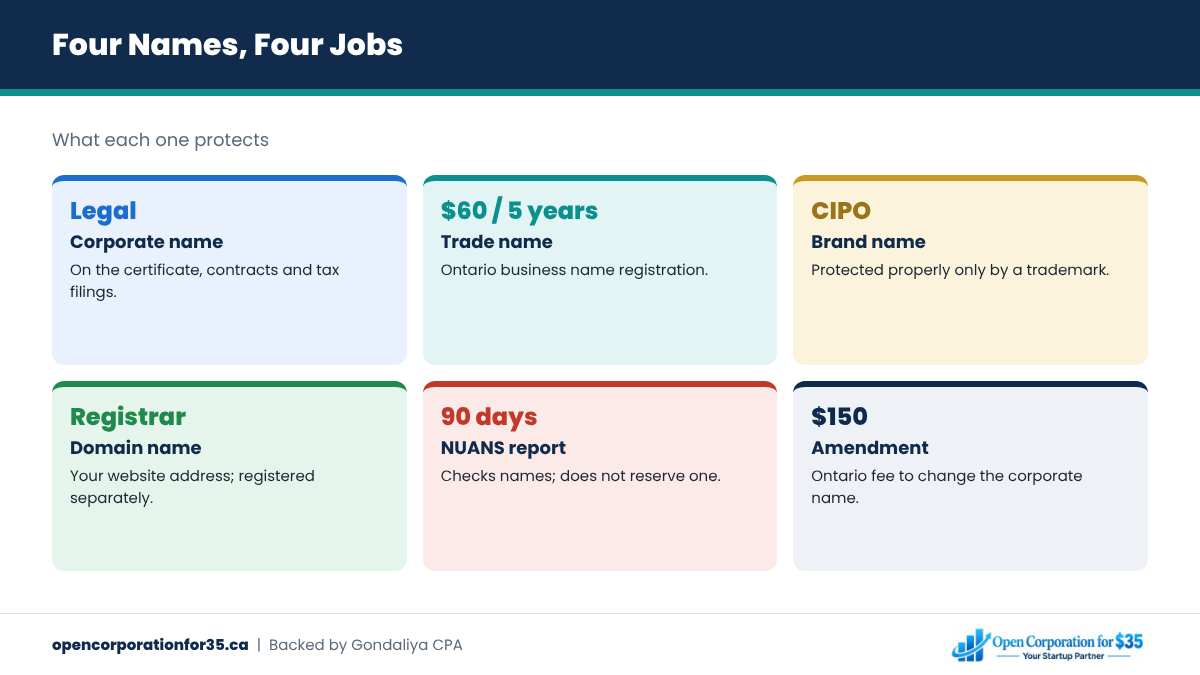 Four Names, Four Jobs
What each one protects
Legal
Corporate name
On the certificate, contracts and tax
filings.
$60 / 5 years
Trade name
Ontario business name registration.
CIPO
Brand name
Protected properly only by a trademark.
Registrar
Domain name
Your website address; registered
separately.
90 days
NUANS report
Checks names; does not reserve one.
$150
Amendment
Ontario fee to change the corporate
name.
opencorporationfor35.ca | Backed by Gondaliya CPA
Open Corporation for $35
Your Startup Partner